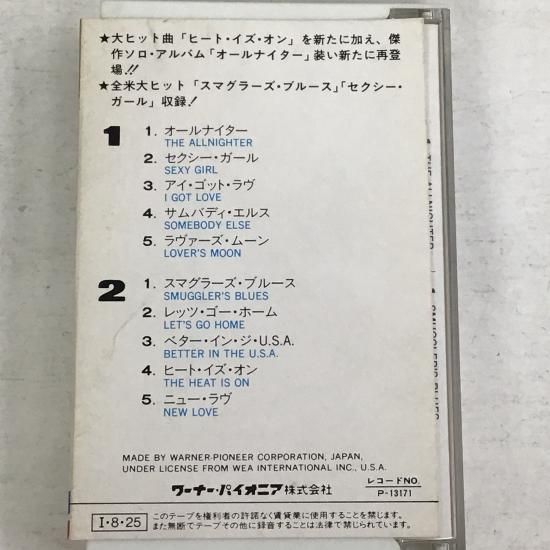 ★大ヒット曲「ヒート・イズ・オン」を新たに加え、傑
作ソロ・アルバム「オールナイター」装い新たに再登
場.!!
★全米大ヒット「スマグラーズ・ブルース」「セクシー・
ガール」収録.!
1
1. オールナイター
THE ALLNIGHTER
2. セクシー・ガール
SEXY GIRL
3. アイ・ゴット・ラヴ
I GOT LOVE
4. サムバディ・エルス
SOMEBODY ELSE
5. ラヴァーズ・ムーン
LOVER'S MOON
2
1. スマグラーズ・ブルース
SMUGGLER'S BLUES
2. レッツ・ゴー・ホーム
LET'S GO HOME
3. ベター・イン・ジ・U.S.A.
BETTER IN THE U.S.A.
4. ヒート・イズ・オン
THE HEAT IS ON
5. ニュー・ラヴ
NEW LOVE
MADE BY WARNER-PIONEER CORPORATION, JAPAN,
UNDER LICENSE FROM WEA INTERNATIONAL INC., U.S.A.
ワーナー・パイオニア株式会社
レコードNO.
P-13171
I・8・25
このテープを権利者の許諾なく賃貸業に使用することを禁じます。
また無断でテープその他に録音することは法律で禁じられています。
THE ALLNIGHTER
SMUGGLER'S BLUES